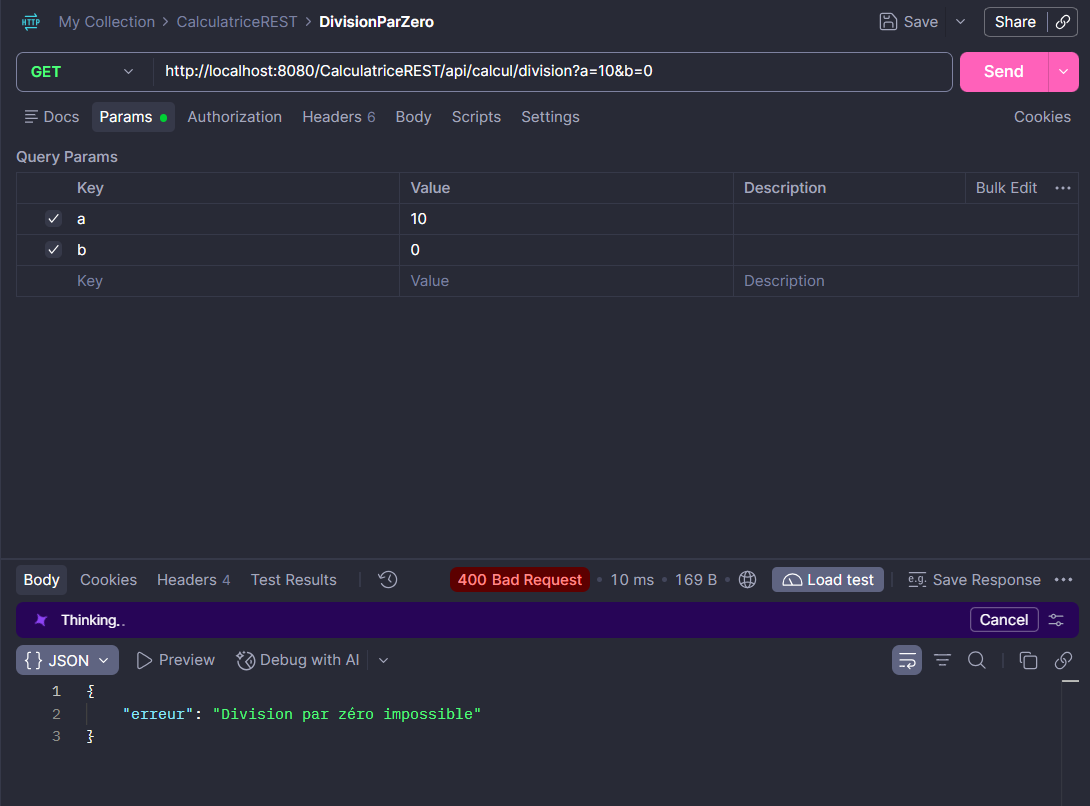 HTTP My Collection > CalculatriceREST > DivisionParZero Save Share
GET http://localhost:8080/CalculatriceREST/api/calcul/division?a=10&b=0 Send
Docs Params Authorization Headers 6 Body Scripts Settings Cookies
Query Params
Key Value Description Bulk Edit
a 10
b 0
Key Value Description
Body Cookies Headers 4 Test Results 400 Bad Request • 10 ms • 169 B • Load test e.g. Save Response
Thinking.. Cancel
{ } JSON Preview Debug with AI
1 {
2 "erreur": "Division par zéro impossible"
3 }